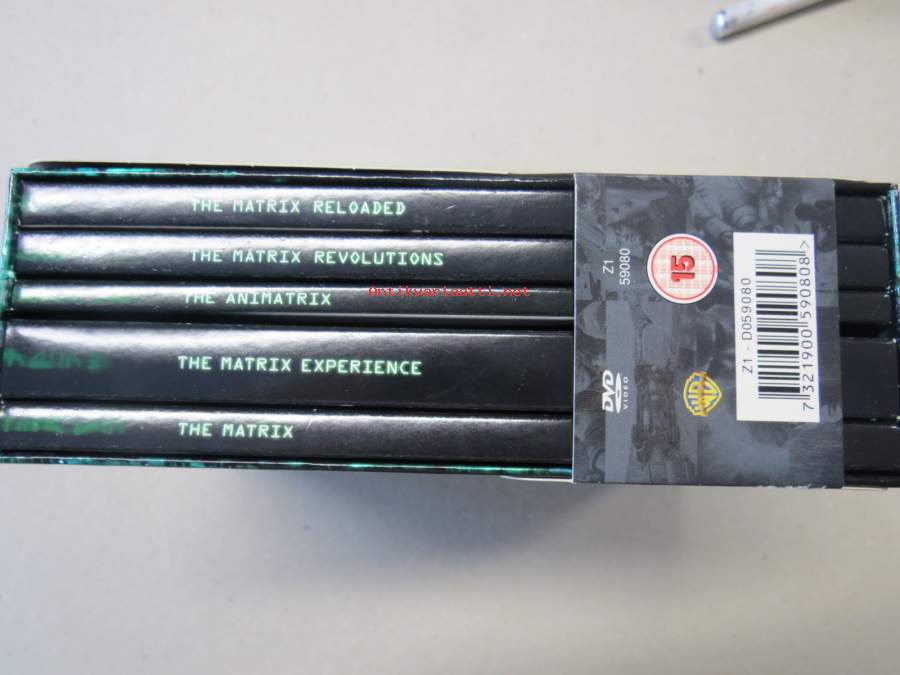 THE MATRIX RELOADED
THE MATRIX REVOLUTIONS
THE ANIMATRIX
Antikvariaatti.net
THE MATRIX EXPERIENCE
THE MATRIX
Z1
59080
15
DVD
VIDEO
WB
Z1 - D059080
7 321900 590808>